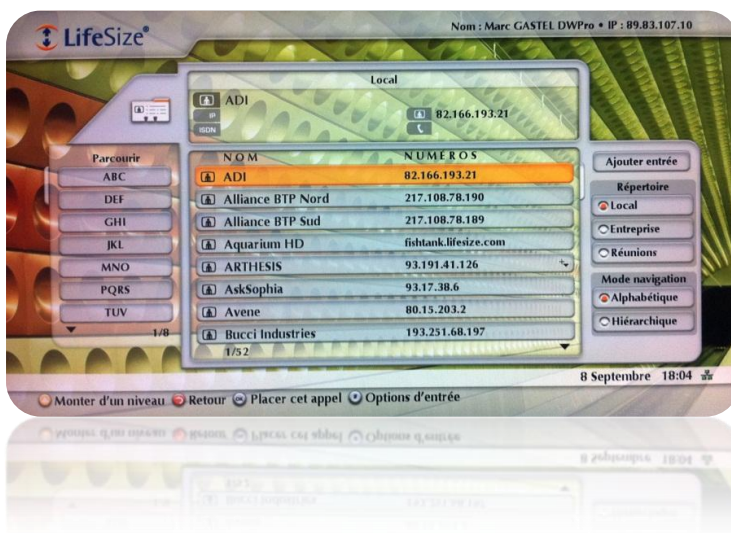 LifeSize®
Nom : Marc GASTEL DWPro • IP : 89.83.107.10
Local
ADI
IP
82.166.193.21
ISDN
Parcourir
ABC
DEF
GHI
JKL
MNO
PQRS
TUV
1/8
NOM NUMÉROS
ADI 82.166.193.21
Alliance BTP Nord 217.108.78.190
Alliance BTP Sud 217.108.78.189
Aquarium HD fishtank.lifesize.com
ARTHESIS 93.191.41.126
AskSophia 93.17.38.6
Avene 80.15.203.2
Bucci Industries 193.251.68.197
1/52
Ajouter entrée
Répertoire
Local
Entreprise
Réunions
Mode navigation
Alphabétique
Hiérarchique
8 Septembre 18:04
Monter d'un niveau Retour OK Placer cet appel Options d'entrée